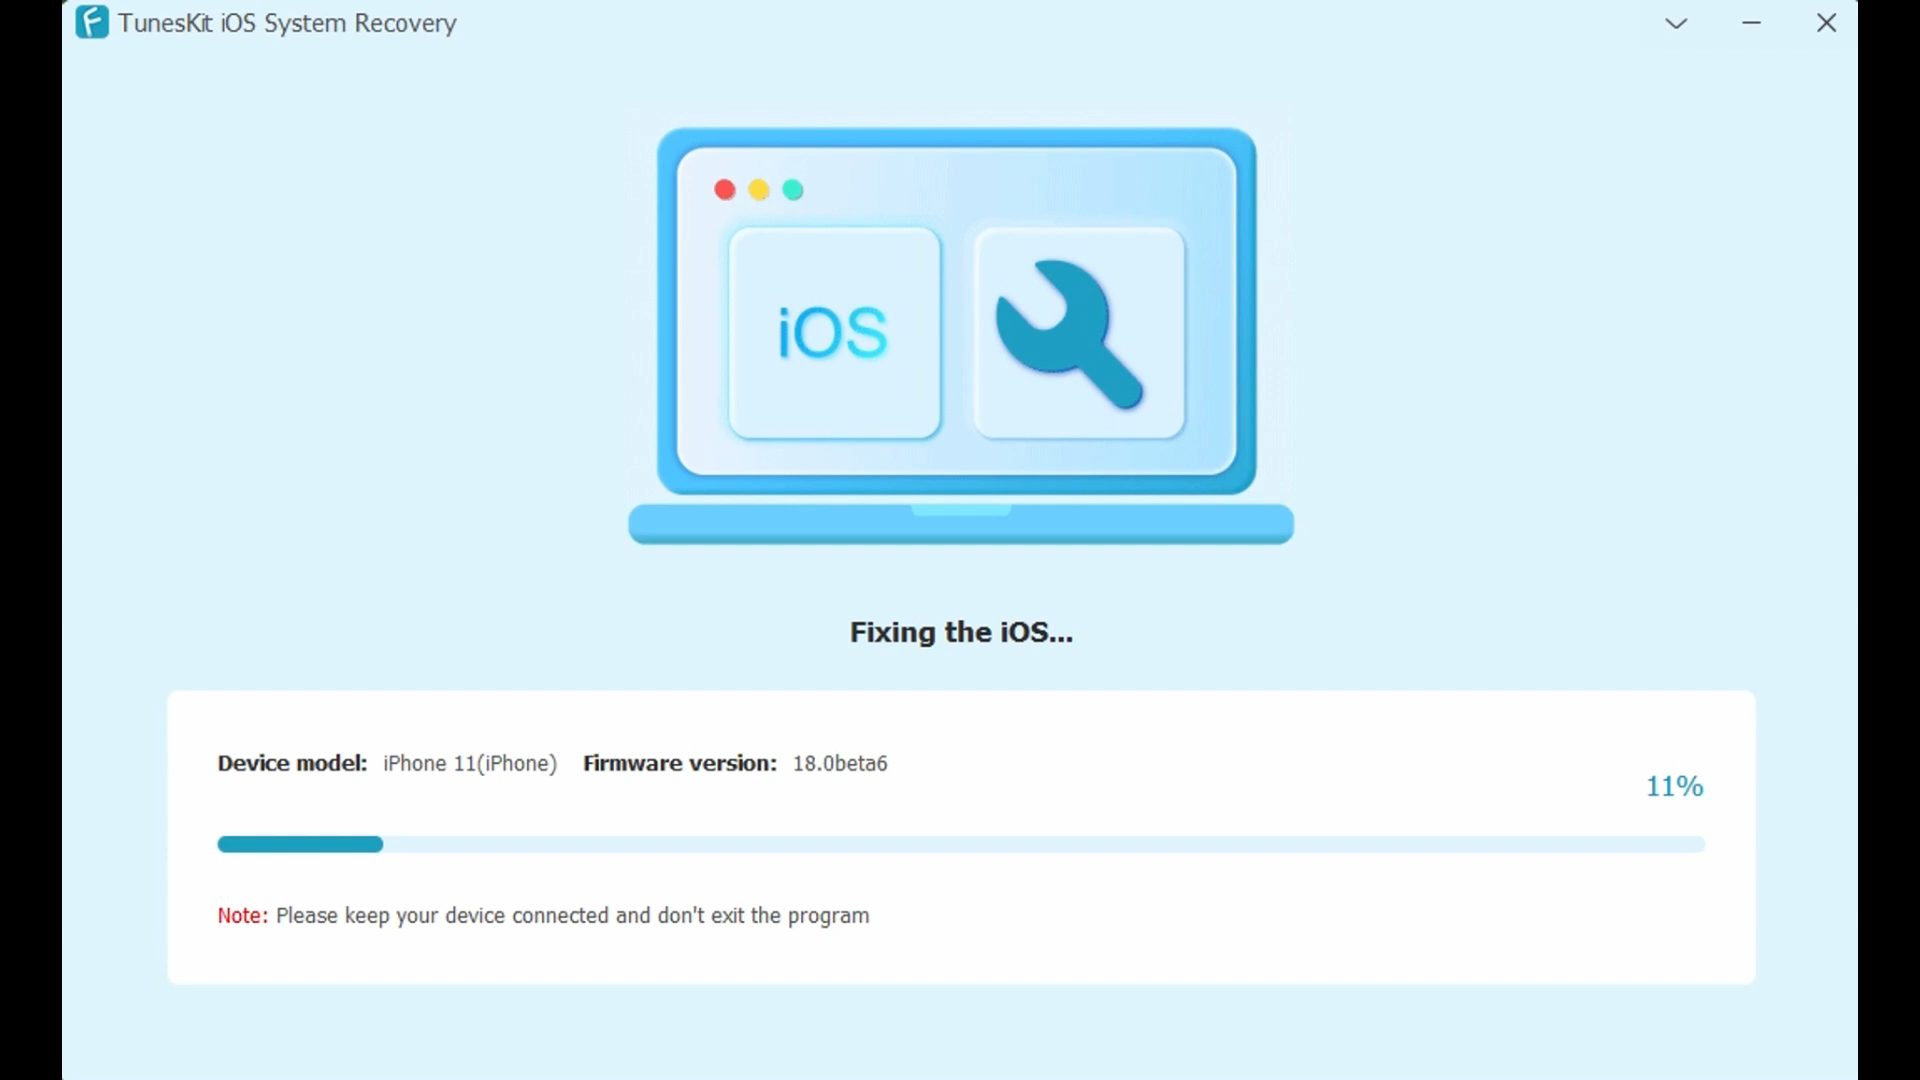 TunesKit iOS System Recovery
iOS
Fixing the iOS...
Device model: iPhone 11(iPhone) Firmware version: 18.0beta6
11%
Note: Please keep your device connected and don't exit the program